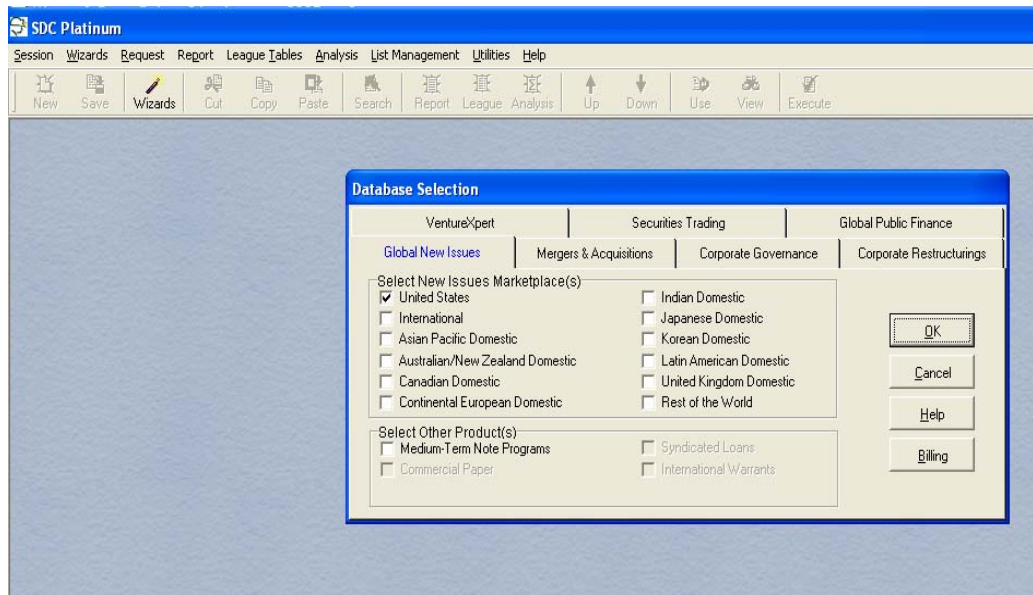 SDC Platinum
Session Wizards Request Report League Tables Analysis List Management Utilities Help
New Save Wizards Cut Copy Paste Search Report League Analysis Up Down Use View Execute
Database Selection
VentureXpert Securities Trading Global Public Finance
Global New Issues Mergers & Acquisitions Corporate Governance Corporate Restructurings
Select New Issues Marketplace(s)
United States Indian Domestic
International Japanese Domestic
Asian Pacific Domestic Korean Domestic
Australian/New Zealand Domestic Latin American Domestic
Canadian Domestic United Kingdom Domestic
Continental European Domestic Rest of the World
Select Other Product(s)
Medium-Term Note Programs Syndicated Loans
Commercial Paper International Warrants
OK
Cancel
Help
Billing